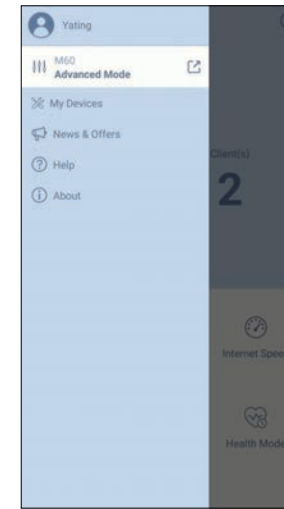 Yating
M60
Advanced Mode
My Devices
News & Offers
Help
About
Client(s)
2
Internet Spee
Health Mode